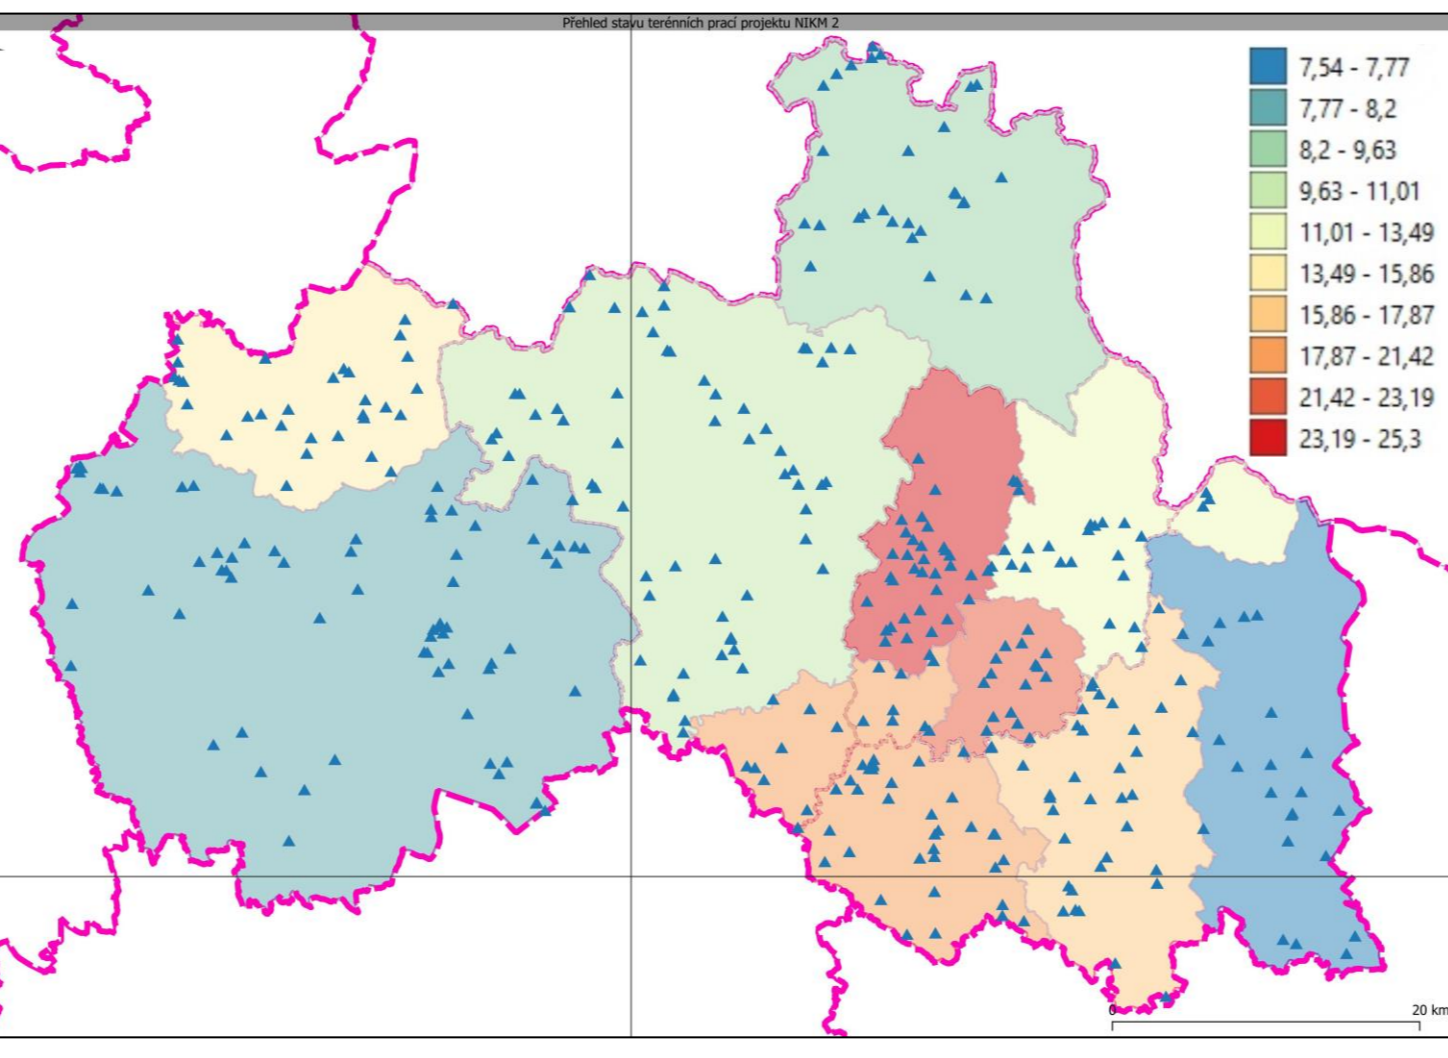 Přehled stavu terénních prací projektu NIKM 2
7,54 - 7,77
7,77 - 8,2
8,2 - 9,63
9,63 - 11,01
11,01 - 13,49
13,49 - 15,86
15,86 - 17,87
17,87 - 21,42
21,42 - 23,19
23,19 - 25,3
0 20 km